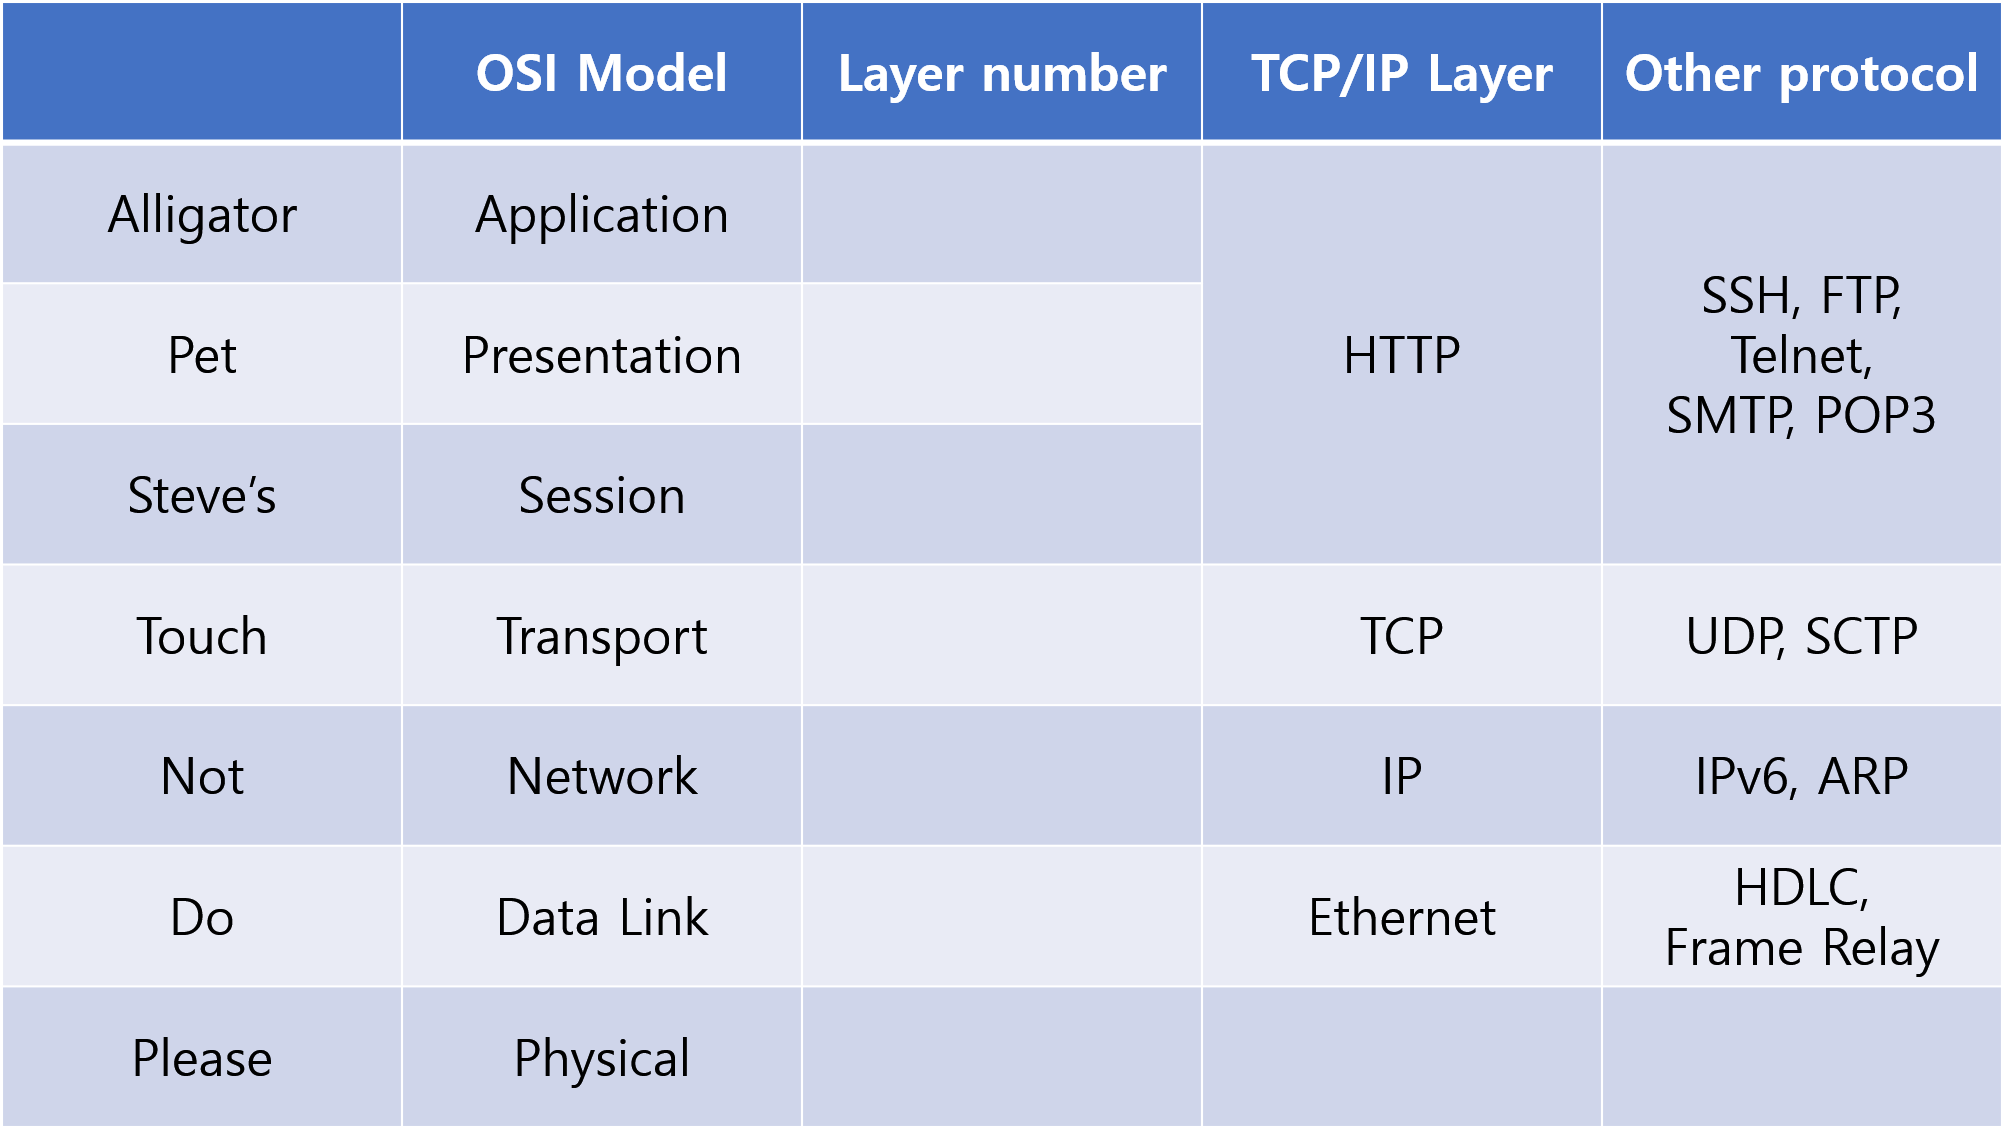 OSI Model Layer number TCP/IP Layer Other protocol
Alligator Application
Pet Presentation
Steve’s Session
HTTP
SSH, FTP,
Telnet,
SMTP, POP3
Touch Transport TCP UDP, SCTP
Not Network IP IPv6, ARP
Do Data Link Ethernet
HDLC,
Frame Relay
Please Physical